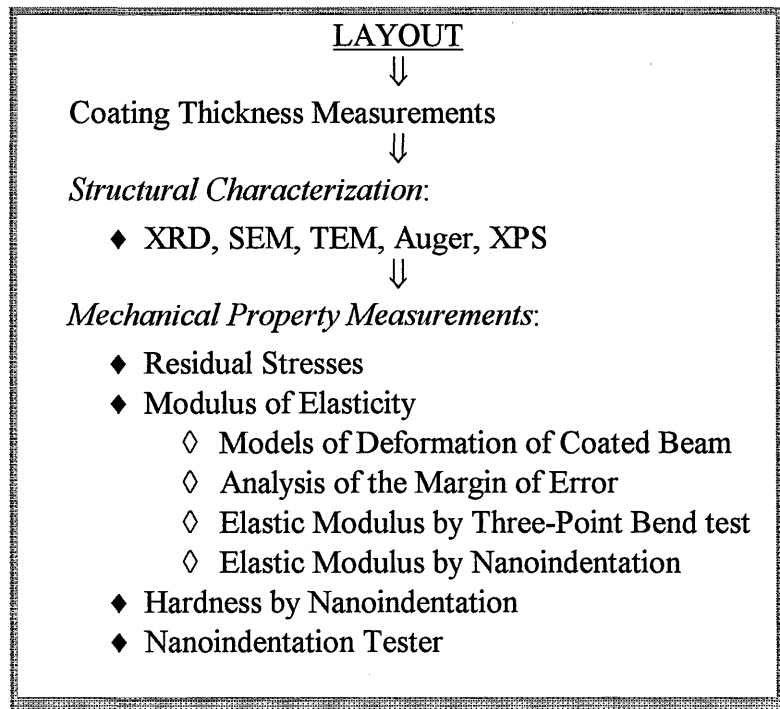 LAYOUT
⇓
Coating Thickness Measurements
⇓
Structural Characterization:
♦ XRD, SEM, TEM, Auger, XPS
⇓
Mechanical Property Measurements:
♦ Residual Stresses
♦ Modulus of Elasticity
◊ Models of Deformation of Coated Beam
◊ Analysis of the Margin of Error
◊ Elastic Modulus by Three-Point Bend test
◊ Elastic Modulus by Nanoindentation
♦ Hardness by Nanoindentation
♦ Nanoindentation Tester